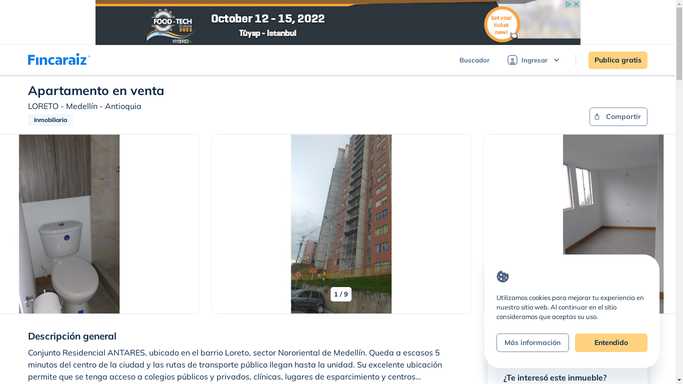 FOOD-TECH
October 12 - 15, 2022
Tüyap - Istanbul
Get your
ticket
now!
Fincaraiz
Buscador
Ingresar
Publica gratis
Apartamento en venta
LORETO - Medellín - Antioquia
Inmobiliaria
Compartir
1 / 9
Utilizamos cookies para mejorar tu experiencia en
nuestro sitio web. Al continuar en el sitio
consideramos que aceptas su uso.
Más información
Entendido
Descripción general
Conjunto Residencial ANTARES, ubicado en el barrio Loreto, sector Nororiental de Medellín. Queda a escasos 5
minutos del centro de la ciudad y las rutas de transporte público llegan hasta la unidad. Su excelente ubicación
permite que se tenga acceso a colegios públicos y privados, clínicas, lugares de esparcimiento y centros...
¿Te interesó este inmueble?